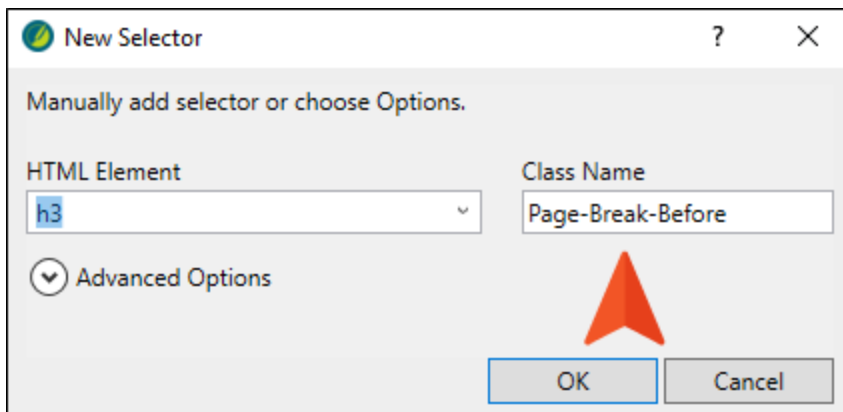 New Selector
?
Manually add selector or choose Options.
HTML Element
Class Name
h3
Page-Break-Before
Advanced Options
OK
Cancel